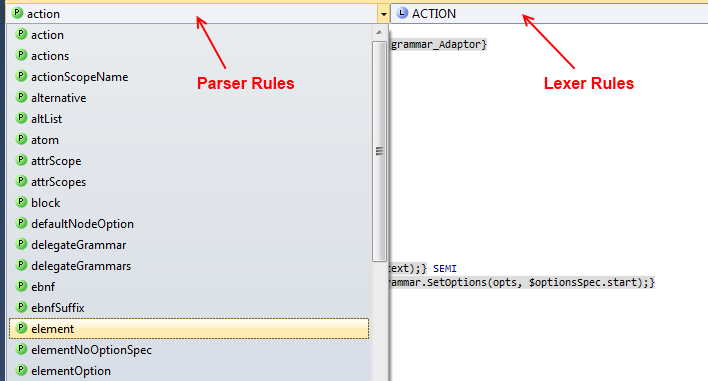 P action
L ACTION
P action
grammar_Adaptor}
P actions
P actionScopeName
Parser Rules
Lexer Rules
P alternative
P altList
P atom
P attrScope
P attrScopes
P block
P defaultNodeOption
P delegateGrammar
P delegateGrammars
text);} SEMI
P ebnf
rammar.SetOptions(opts, $optionsSpec.start);}
P ebnfSuffix
P element
P elementNoOptionSpec
P elementOption